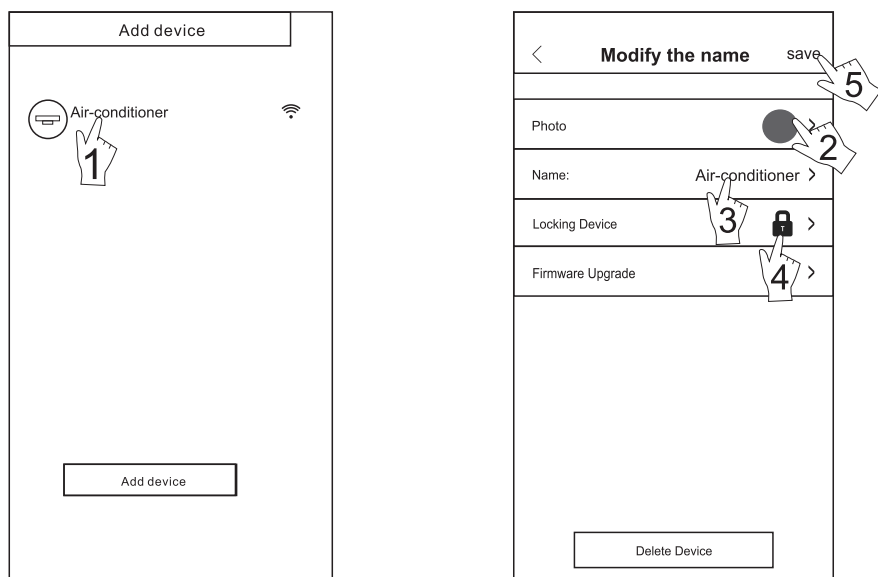 Add device
Air-conditioner
1
Add device
Modify the name save
5
Photo
2
Name: Air-conditioner
3
Locking Device
4
Firmware Upgrade
Delete Device